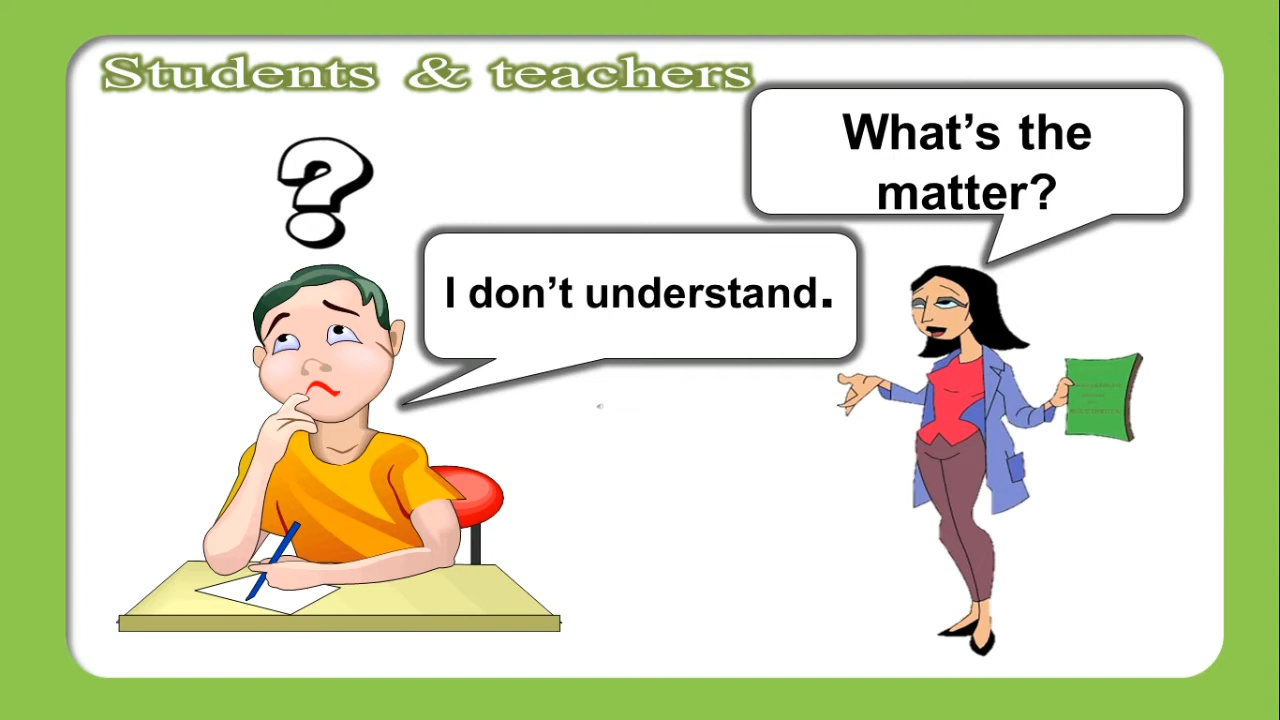 Students & teachers
What’s the
matter?
I don’t understand.